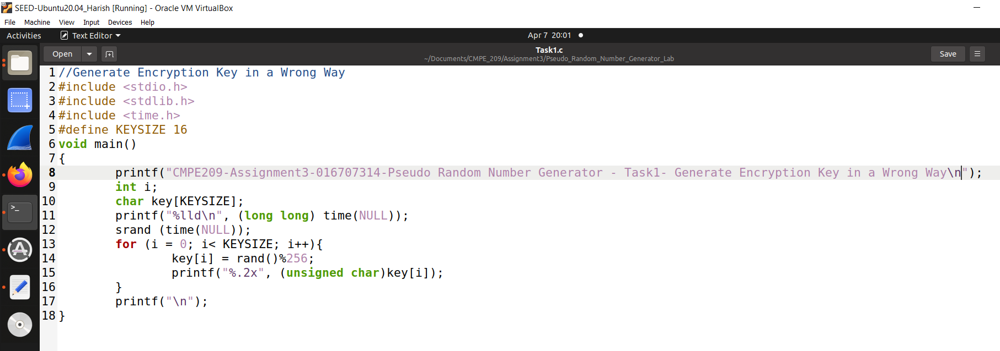 SEED-Ubuntu20.04_Harish [Running] - Oracle VM VirtualBox
File Machine View Input Devices Help
Activities Text Editor Apr 7 20:01
Open Task1.c Save
~/Documents/CMPE_209/Assignment3/Pseudo_Random_Number_Generator_Lab
1 //Generate Encryption Key in a Wrong Way
2 #include <stdio.h>
3 #include <stdlib.h>
4 #include <time.h>
5 #define KEYSIZE 16
6 void main()
7 {
8 printf("CMPE209-Assignment3-016707314-Pseudo Random Number Generator - Task1- Generate Encryption Key in a Wrong Way\n");
9 int i;
10 char key[KEYSIZE];
11 printf("%lld\n", (long long) time(NULL));
12 srand (time(NULL));
13 for (i = 0; i< KEYSIZE; i++){
14 key[i] = rand()%256;
15 printf("%.2x", (unsigned char)key[i]);
16 }
17 printf("\n");
18 }